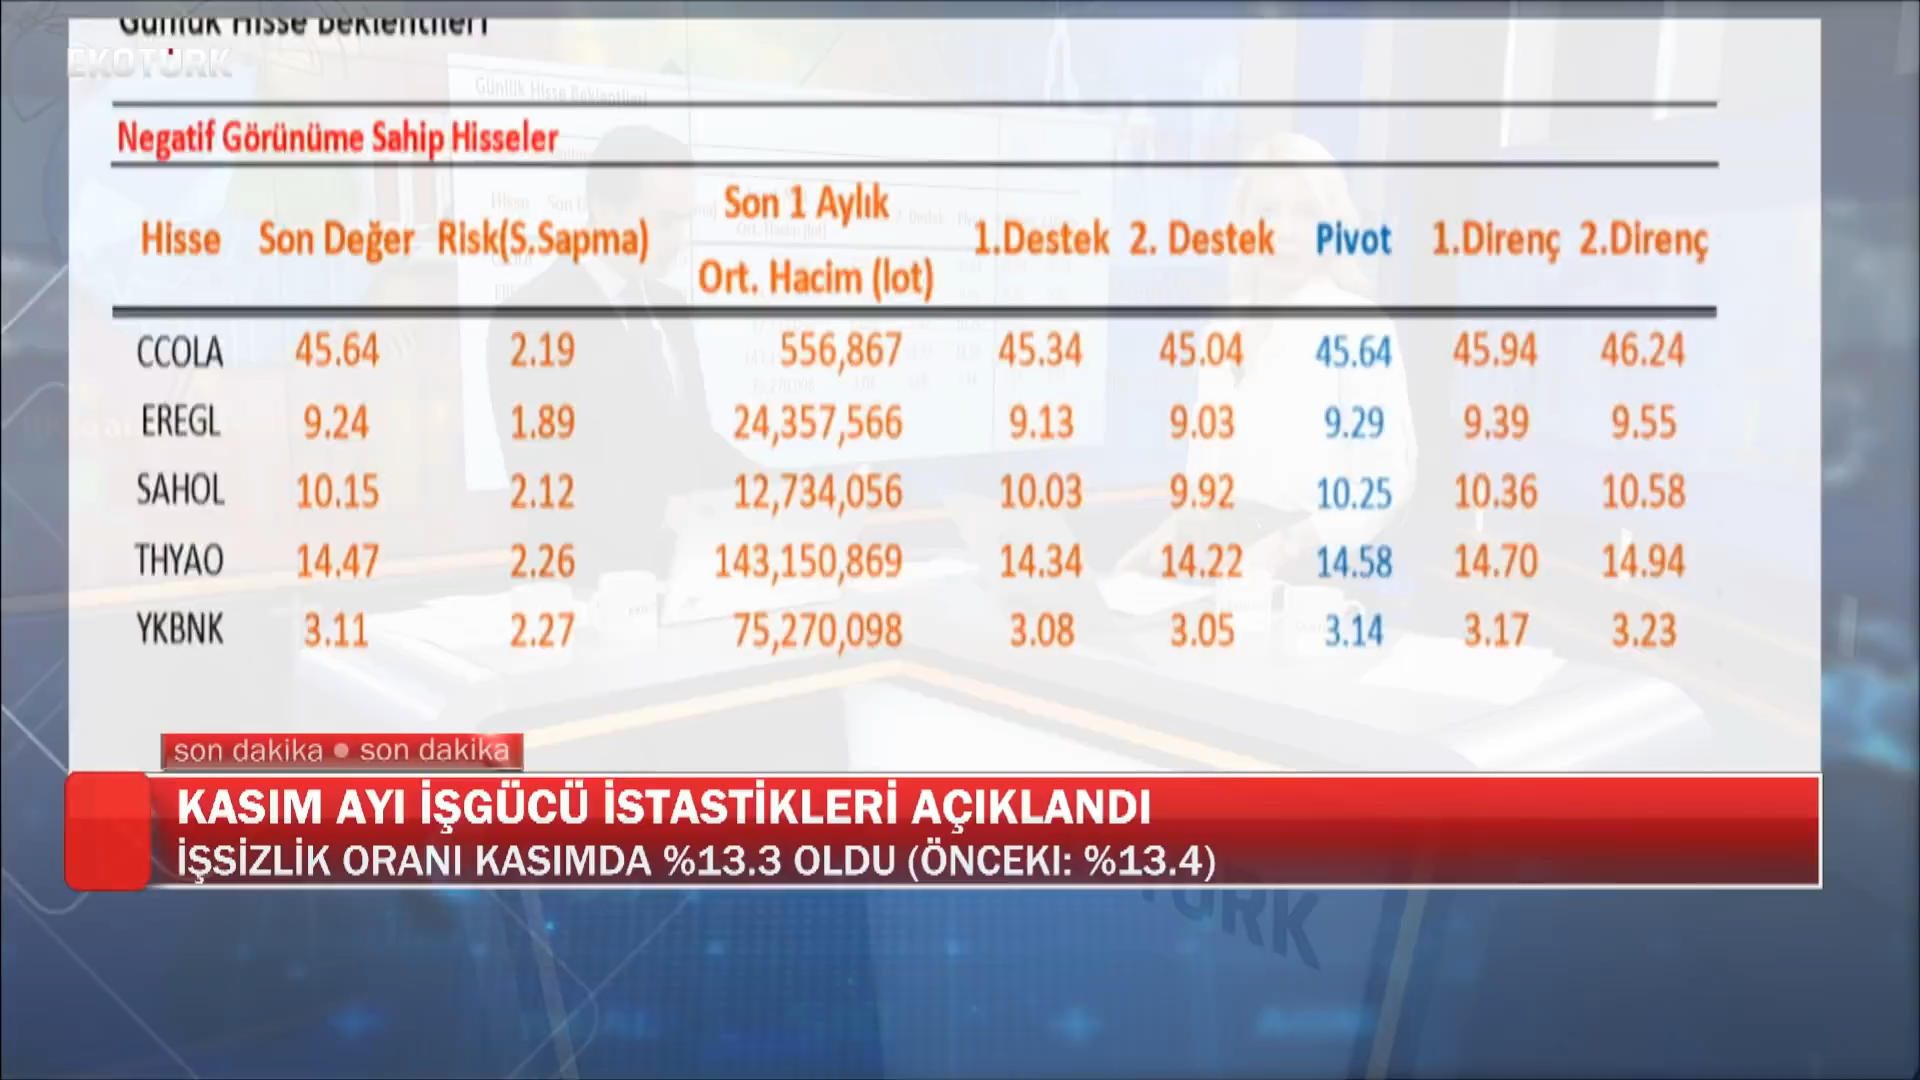 Günlük Hisse Beklentileri
EKOTÜRK
Negatif Görünüme Sahip Hisseler
Hisse Son Değer Risk(S.Sapma) Son 1 Aylık Ort. Hacim (lot) 1.Destek 2. Destek Pivot 1.Direnç 2.Direnç
CCOLA 45.64 2.19 556,867 45.34 45.04 45.64 45.94 46.24
EREGL 9.24 1.89 24,357,566 9.13 9.03 9.29 9.39 9.55
SAHOL 10.15 2.12 12,734,056 10.03 9.92 10.25 10.36 10.58
THYAO 14.47 2.26 143,150,869 14.34 14.22 14.58 14.70 14.94
YKBNK 3.11 2.27 75,270,098 3.08 3.05 3.14 3.17 3.23
son dakika • son dakika
KASIM AYI İŞGÜCÜ İSTASTİKLERİ AÇIKLANDI
İŞSİZLİK ORANI KASIMDA %13.3 OLDU (ÖNCEKI: %13.4)